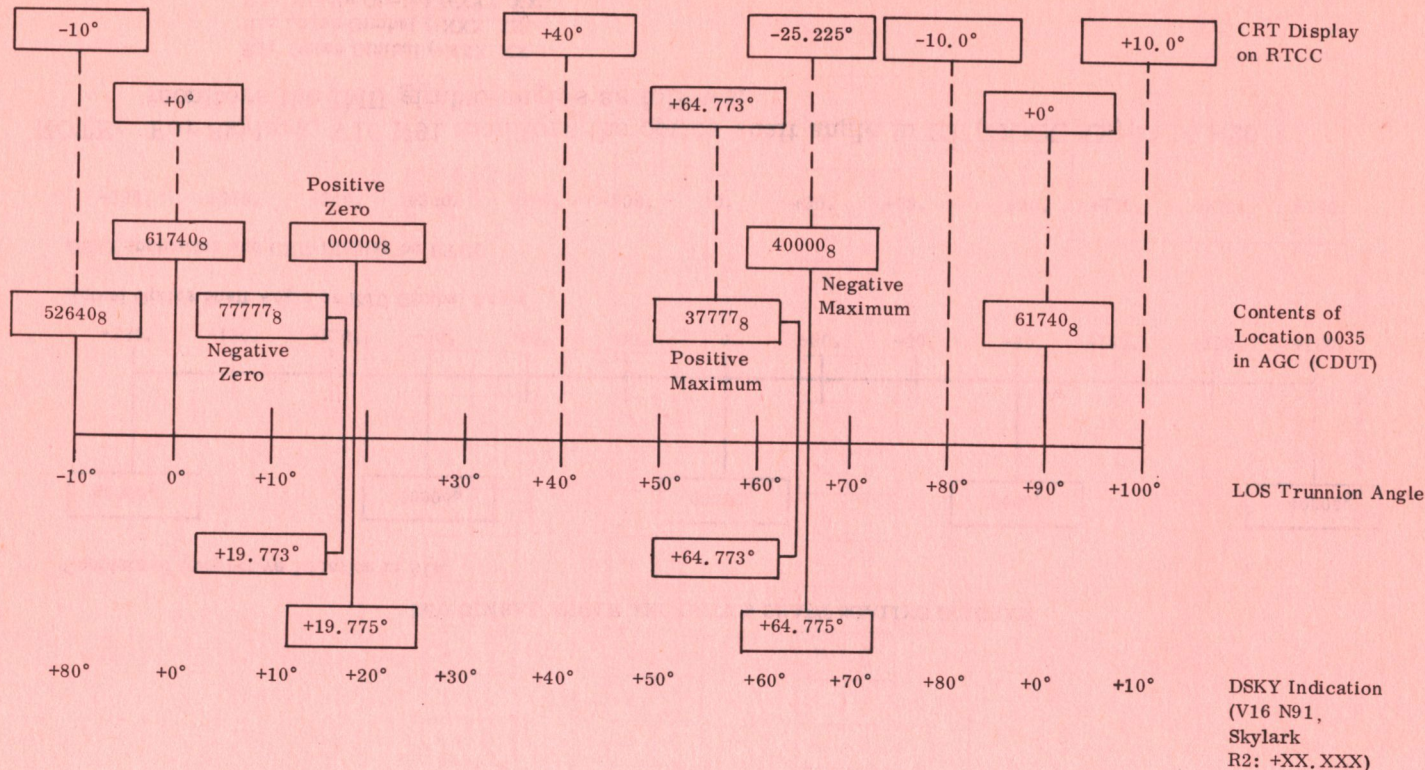 -10° +40° -25.225° -10.0° +10.0° CRT Display
on RTCC
+0° +64.773° +0°
Positive
Zero
61740₈ 00000₈ 40000₈
Negative
Maximum
52640₈ 77777₈ 37777₈ 61740₈ Contents of
Location 0035
in AGC (CDUT)
Negative
Zero
Positive
Maximum
-10° 0° +10° +20° +30° +40° +50° +60° +70° +80° +90° +100° LOS Trunnion Angle
+19.773° +64.773°
+19.775° +64.775°
+80° +0° +10° +20° +30° +40° +50° +60° +70° +80° +0° +10° DSKY Indication
(V16 N91,
Skylark
R2: +XX.XXX)